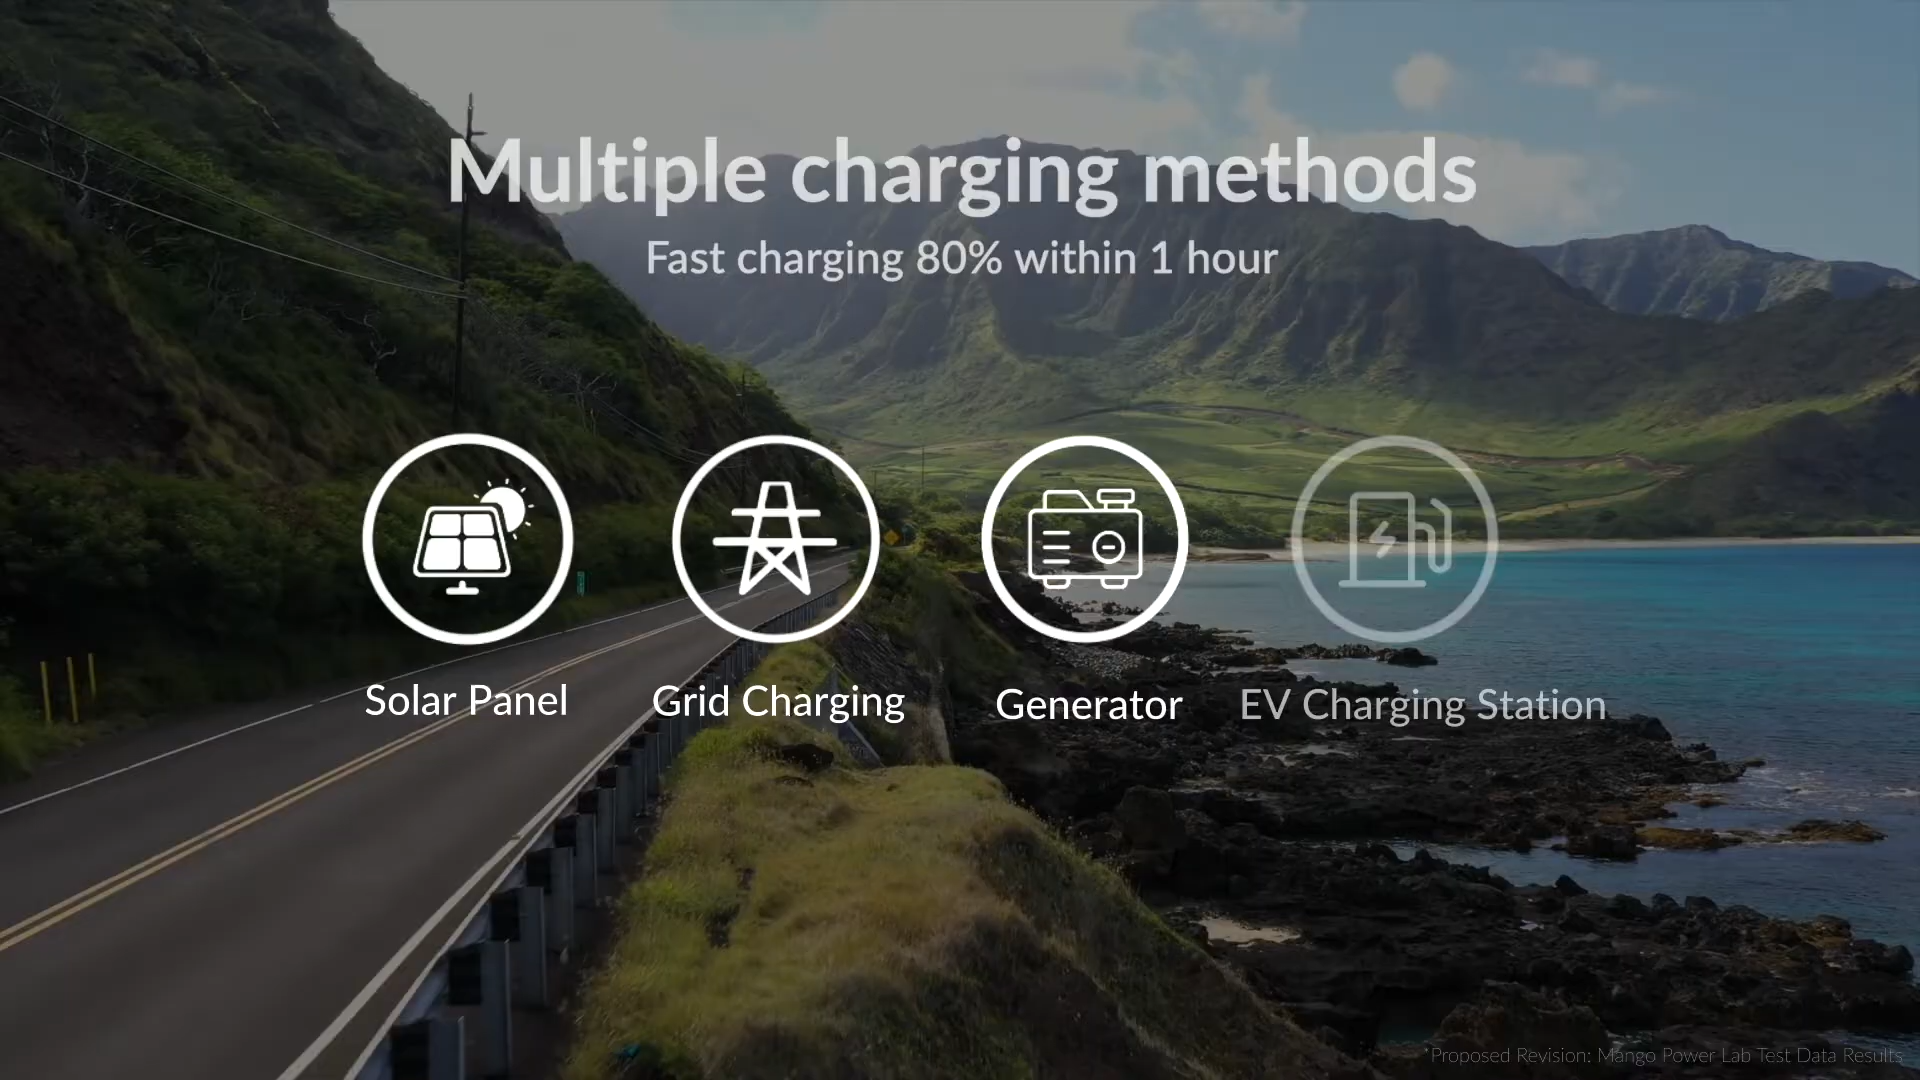 Multiple charging methods
Fast charging 80% within 1 hour
Solar Panel
Grid Charging
Generator
EV Charging Station
*Proposed Revision: Mango Power Lab Test Data Results